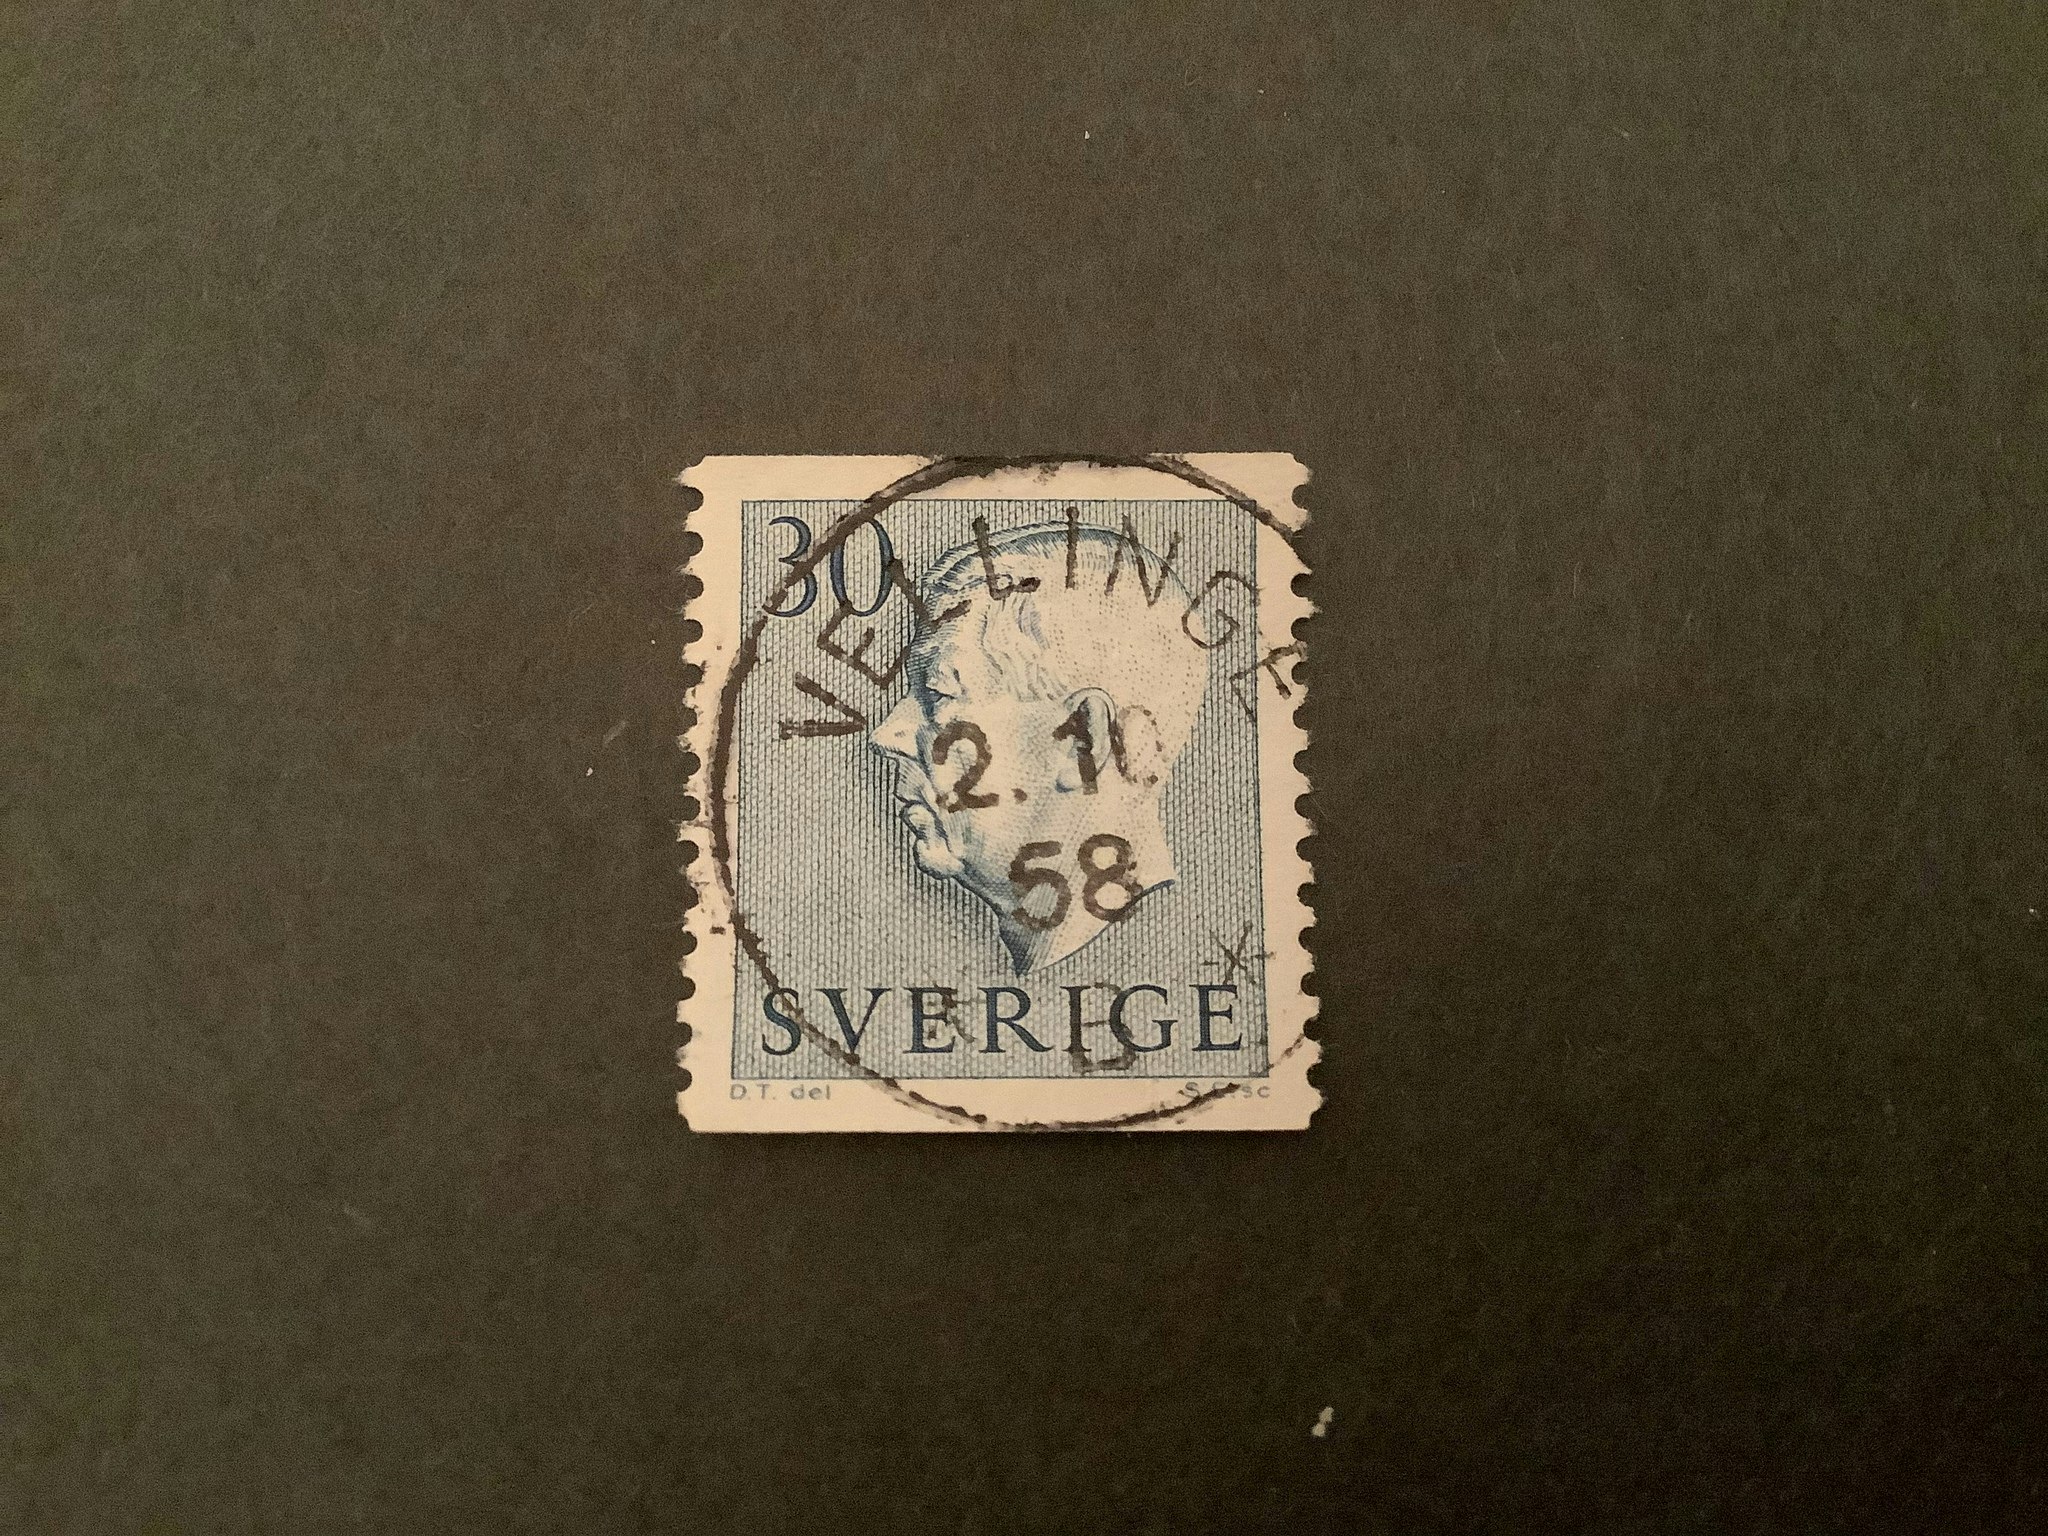 30
VELLINGE
2. 10
58
SVERIGE
B
D.T. del